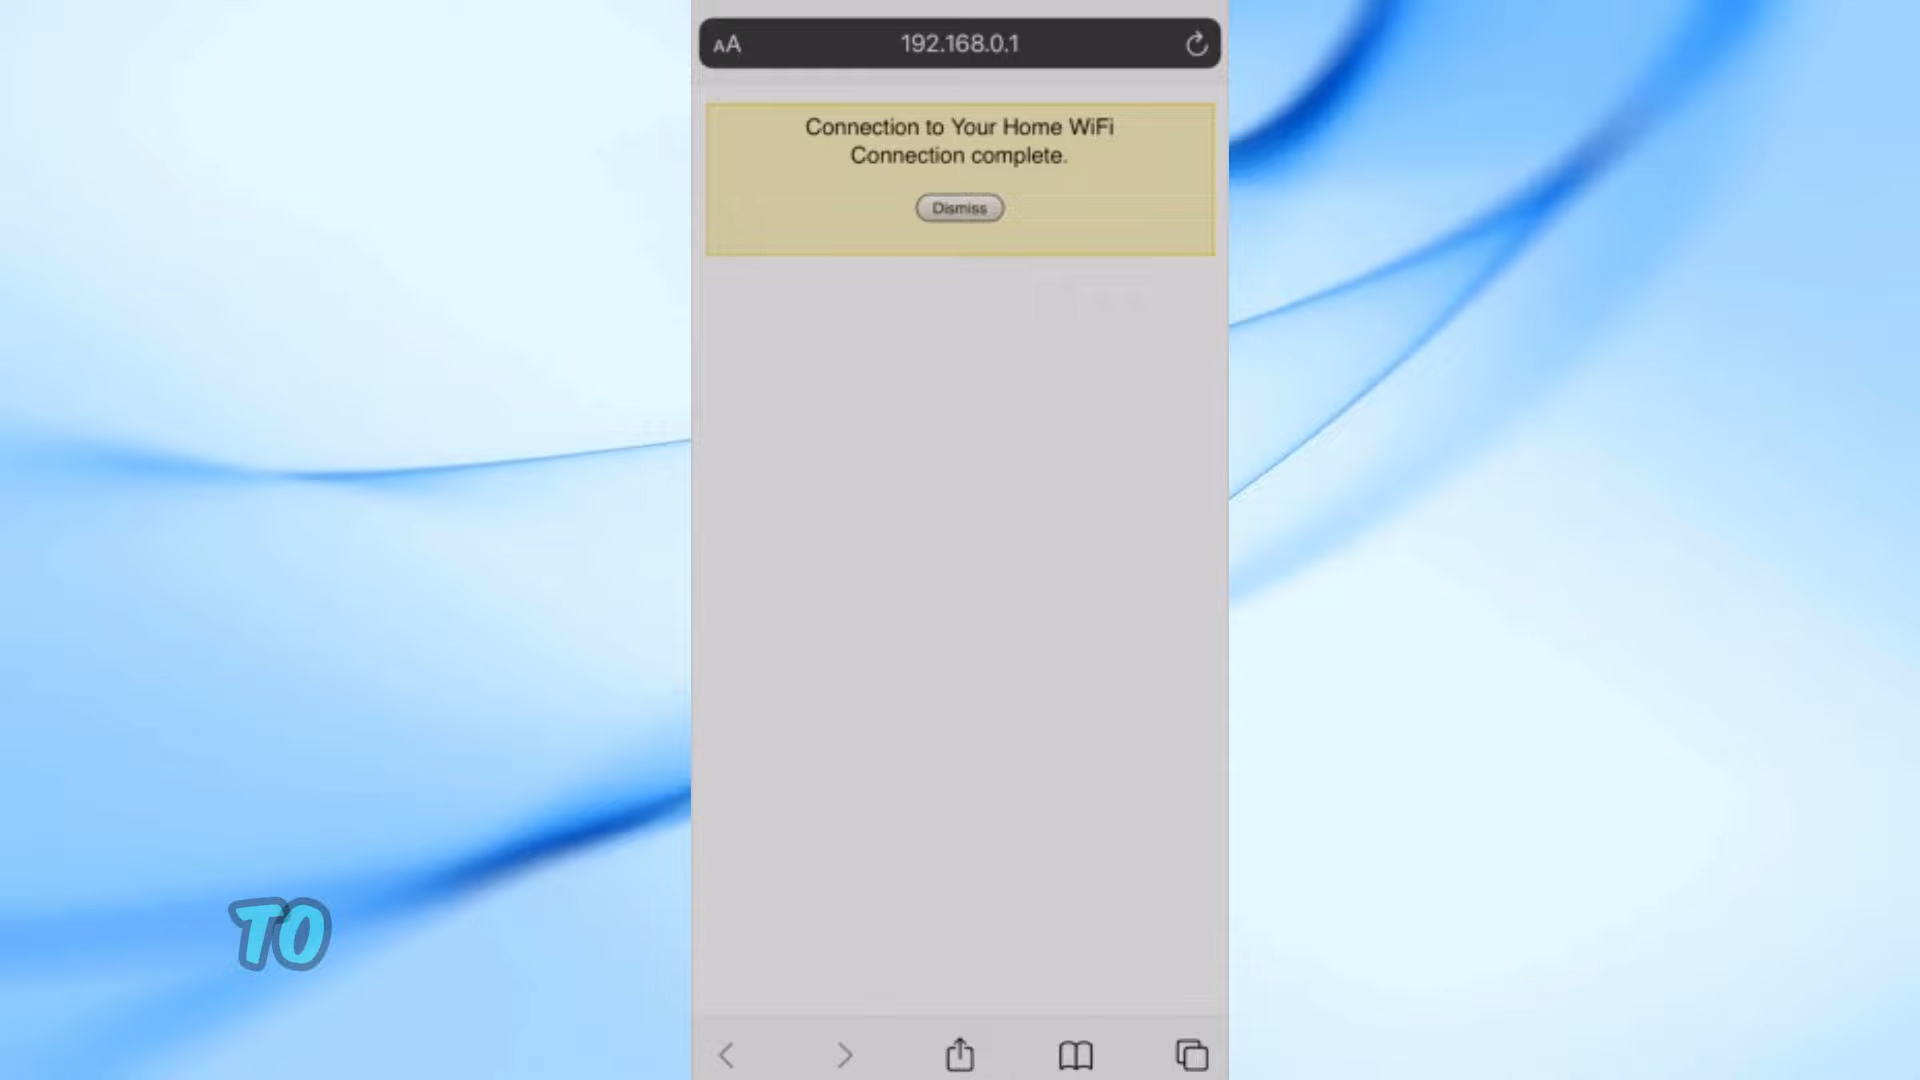 AA 192.168.0.1
Connection to Your Home WiFi
Connection complete.
Dismiss
TO